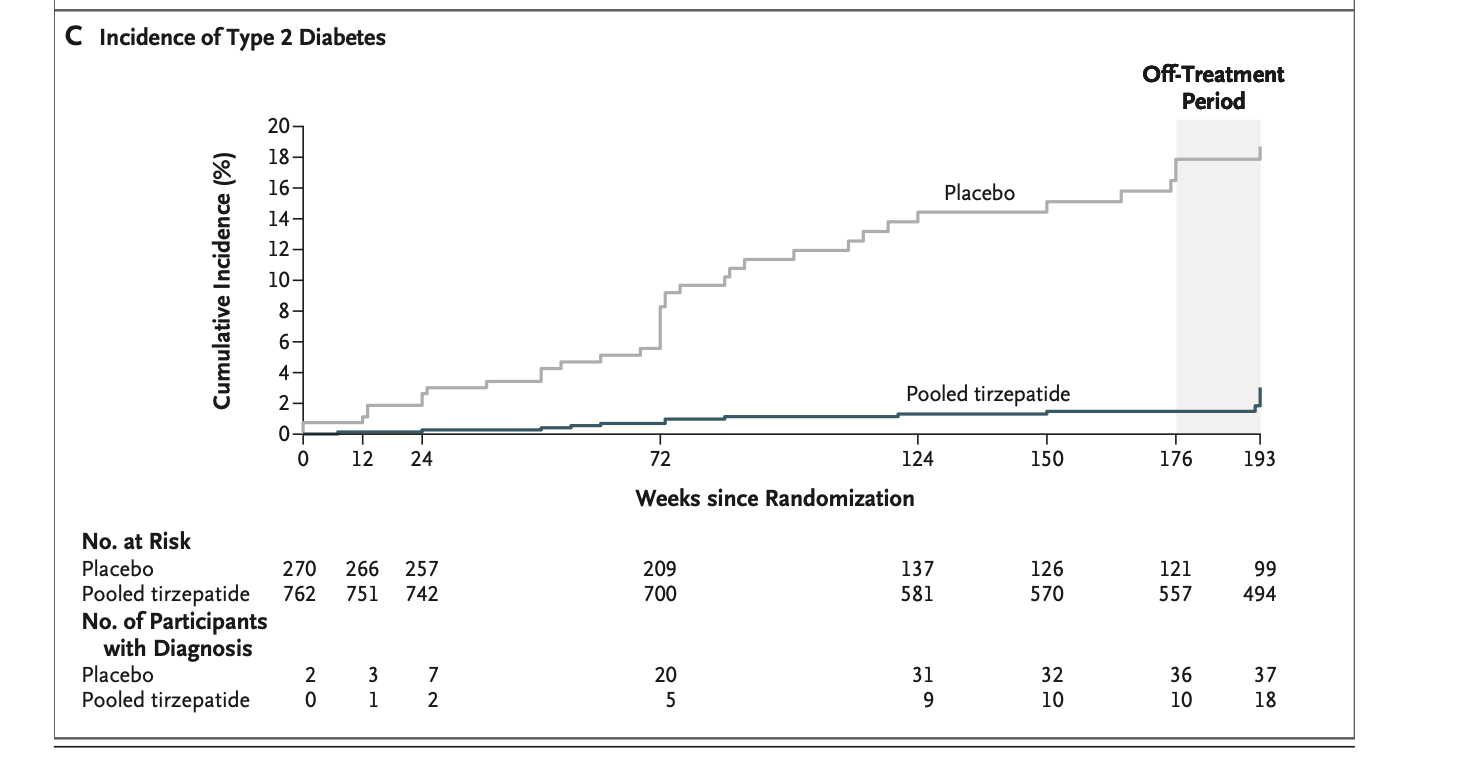 C Incidence of Type 2 Diabetes
Off-Treatment
Period
Cumulative Incidence (%)
20
18
16
14
12
10
8
6
4
2
0
Placebo
Pooled tirzepatide
0 12 24 72 124 150 176 193
Weeks since Randomization
No. at Risk
Placebo 270 266 257 209 137 126 121 99
Pooled tirzepatide 762 751 742 700 581 570 557 494
No. of Participants
with Diagnosis
Placebo 2 3 7 20 31 32 36 37
Pooled tirzepatide 0 1 2 5 9 10 10 18